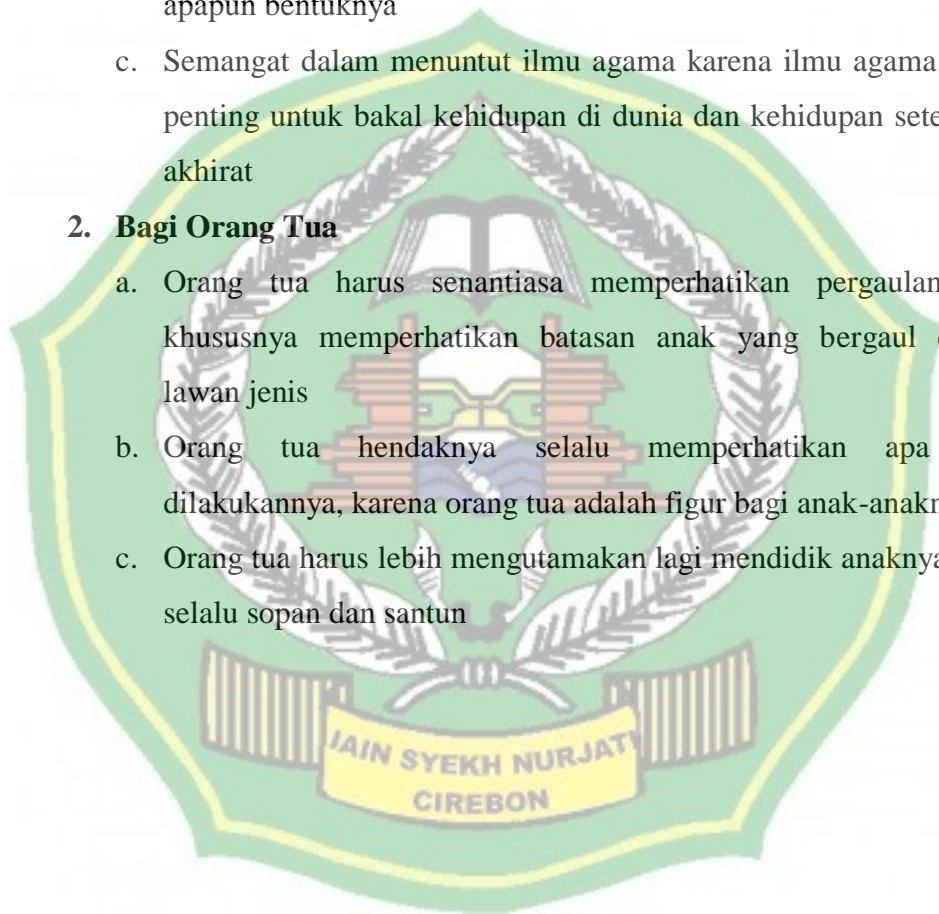 apapun bentuknya
c. Semangat dalam menuntut ilmu agama karena ilmu agama
penting untuk bakal kehidupan di dunia dan kehidupan
akhirat
2. Bagi Orang Tua
a. Orang tua harus senantiasa memperhatikan pergaulan
khususnya memperhatikan batasan anak yang bergaul
lawan jenis
b. Orang tua hendaknya selalu memperhatikan apa
dilakukannya, karena orang tua adalah figur bagi
c. Orang tua harus lebih mengutamakan lagi mendidik anaknya
selalu sopan dan santun
IAIN SYEKH NURJATI
CIREBON